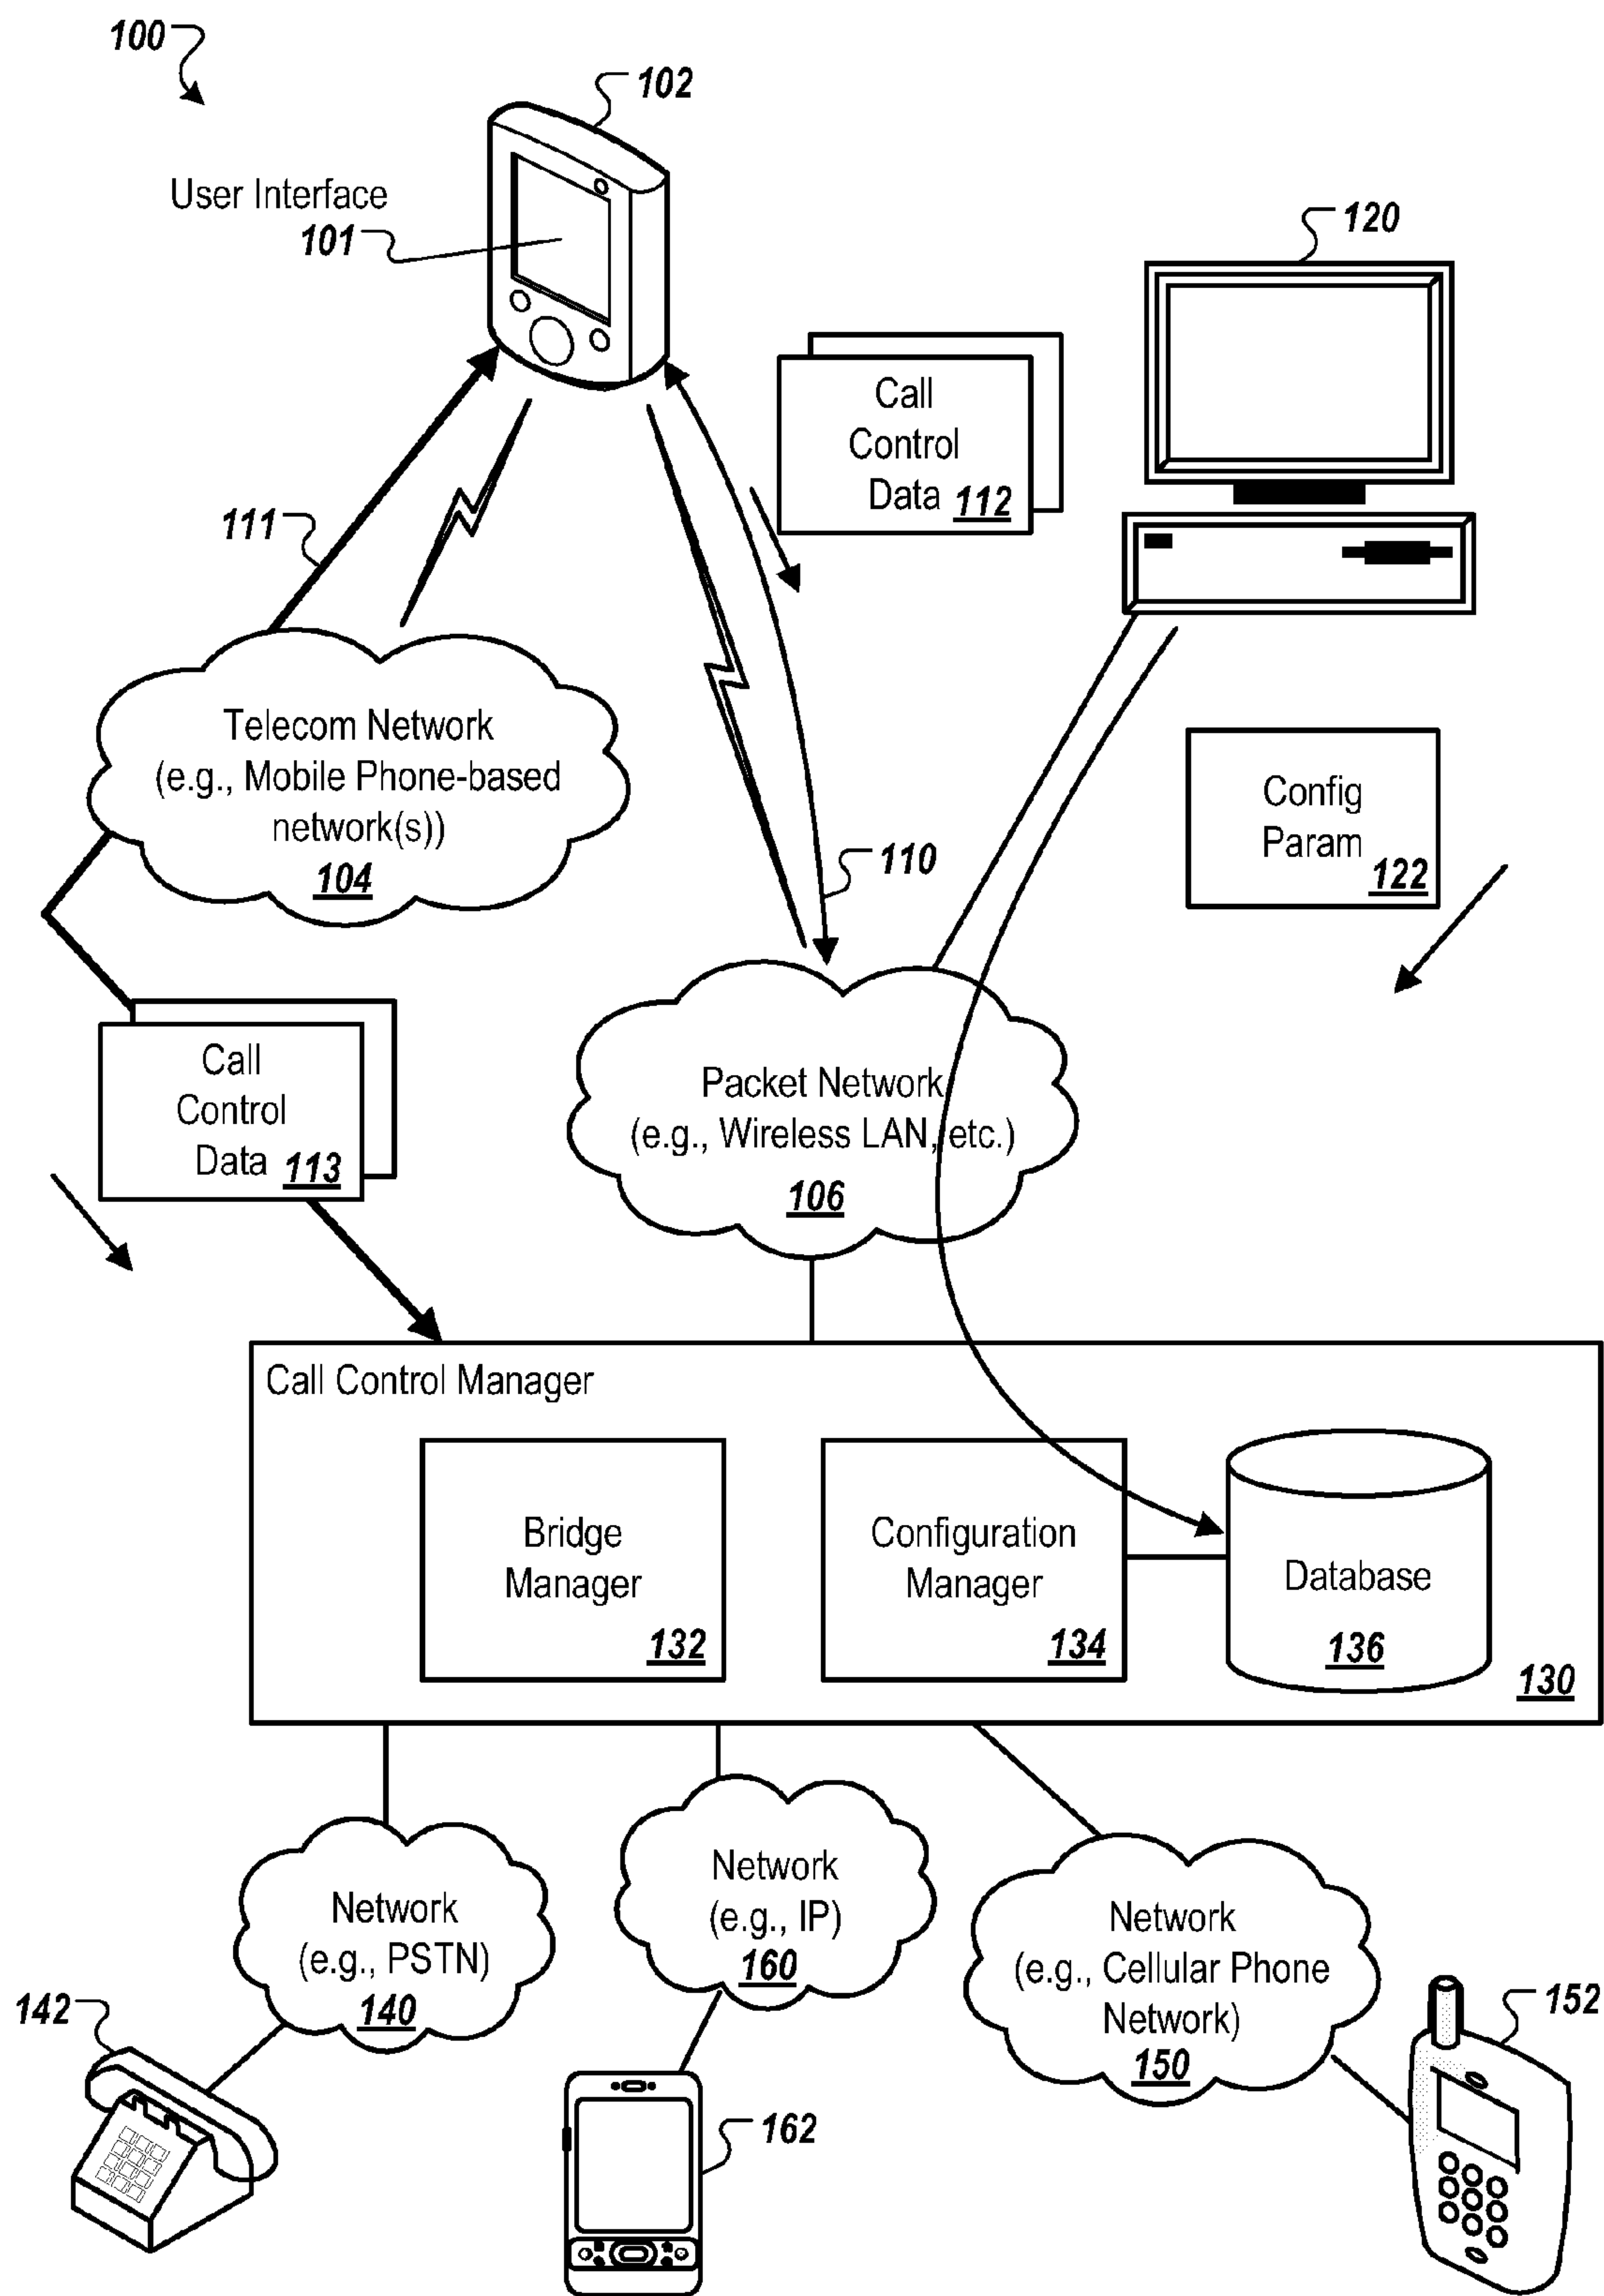 100
102
User Interface
101
120
Call
Control
Data 112
111
Telecom Network
(e.g., Mobile Phone-based
network(s))
104
Config
Param
122
110
Call
Control
Data 113
Packet Network
(e.g., Wireless LAN, etc.)
106
Call Control Manager
Bridge
Manager
132
Configuration
Manager
134
Database
136
130
Network
(e.g., PSTN)
140
Network
(e.g., IP)
160
Network
(e.g., Cellular Phone
Network)
150
142
162
152